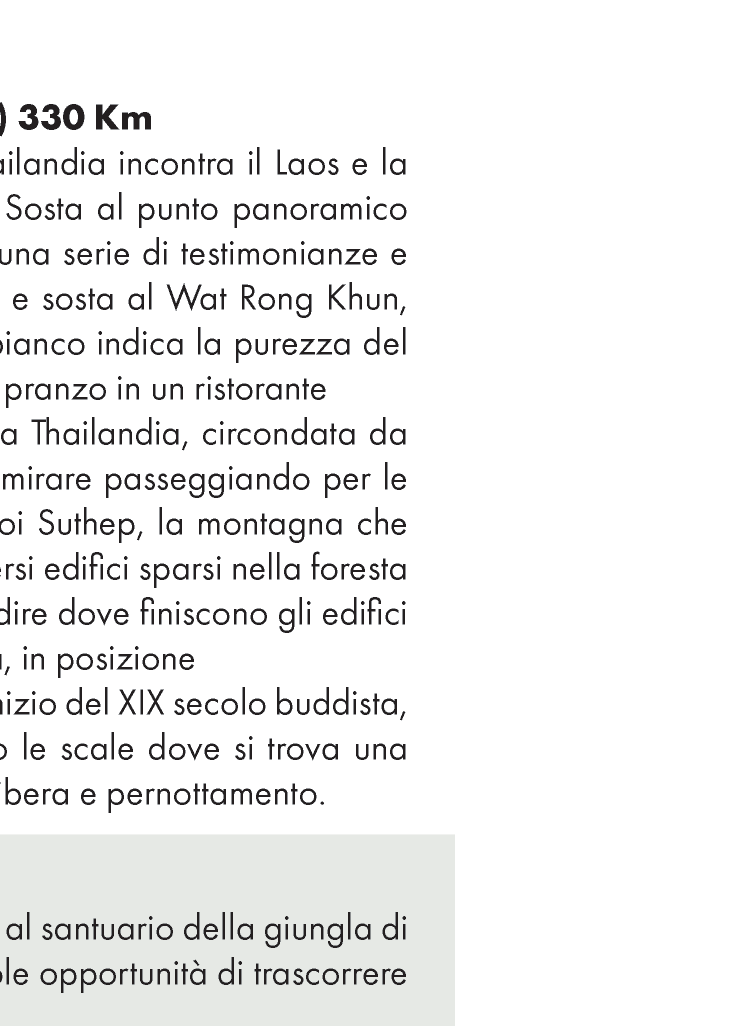 ) 330 Km
ailandia incontra il Laos e la
Sosta al punto panoramico
una serie di testimonianze e
e sosta al Wat Rong Khun,
bianco indica la purezza del
pranzo in un ristorante
a Thailandia, circondata da
mirare passeggiando per le
oi Suthep, la montagna che
ersi edifici sparsi nella foresta
dire dove finiscono gli edifici
, in posizione
nizio del XIX secolo buddista,
o le scale dove si trova una
ibera e pernottamento.
al santuario della giungla di
ole opportunità di trascorrere